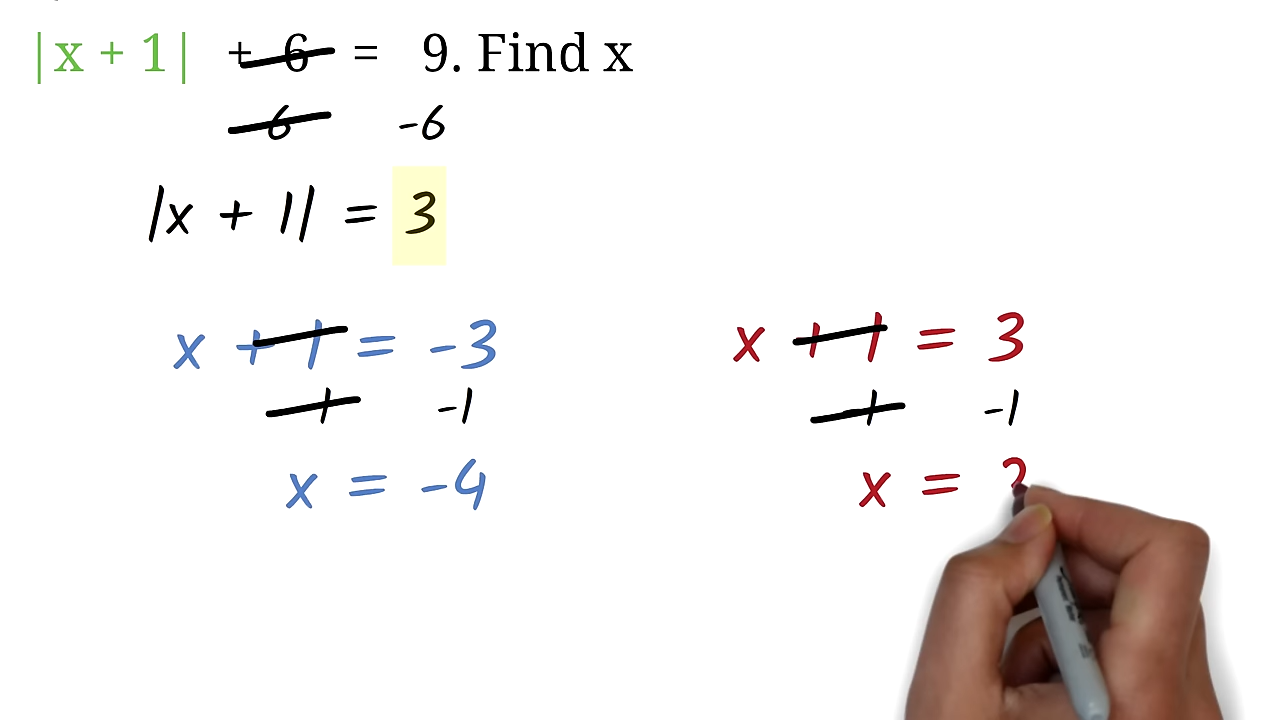 |x + 1| + 6 = 9. Find x
6 -6
|x + 1| = 3
x + 1 = -3
1 -1
x = -4
x + 1 = 3
1 -1
x =